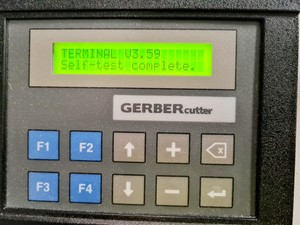 TERMINAL V3.59
Self-test complete.
GERBERcutter
F1 F2 ↑ + ⌫
F3 F4 ↓ − ↵